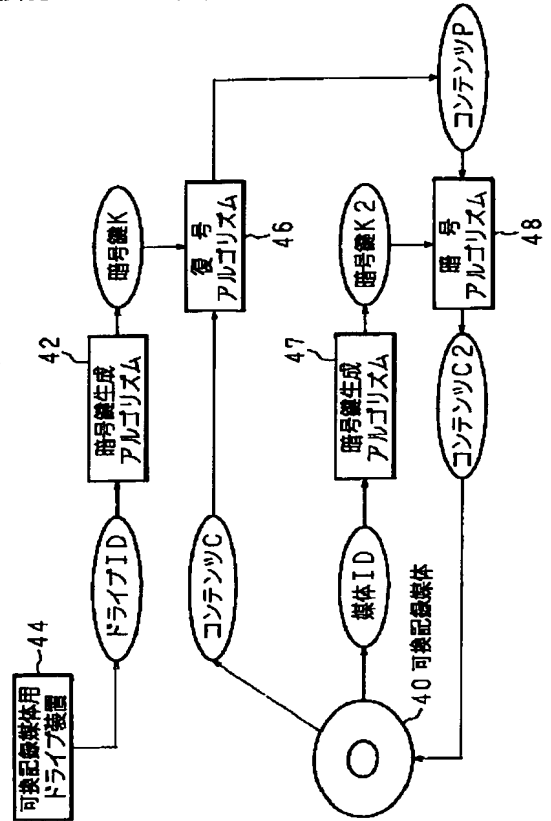 44
可換記録媒体用
ドライブ装置
ドライブID
42
暗号鍵生成
アルゴリズム
暗号鍵K
コンテンツC
復号
アルゴリズム
46
媒体ID
47
暗号鍵生成
アルゴリズム
暗号鍵K2
コンテンツP
40 可換記録媒体
コンテンツC2
暗号
アルゴリズム
48